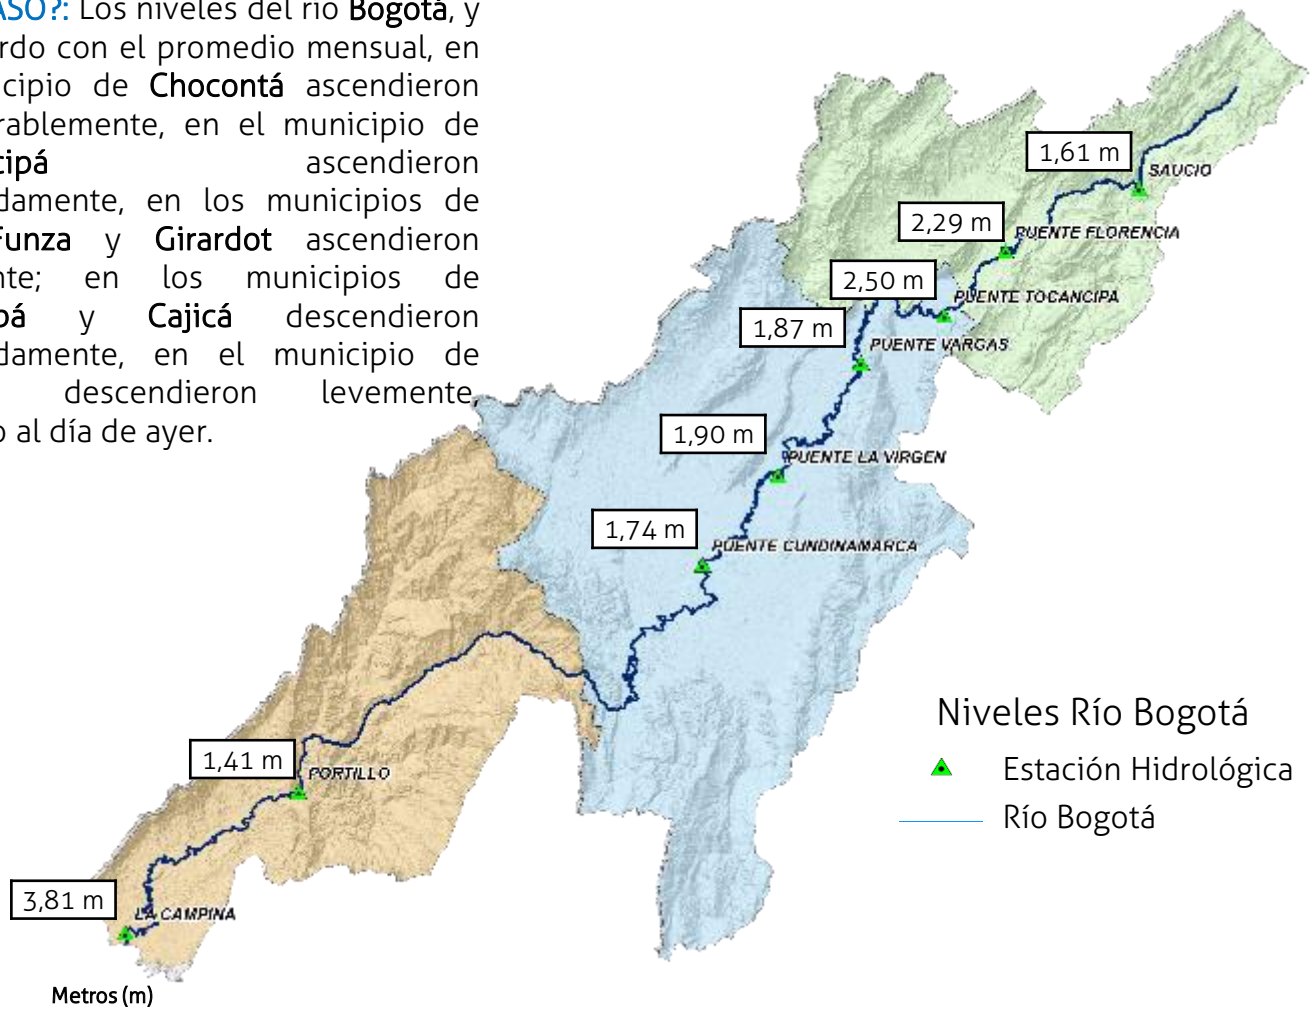 ASO?: Los niveles del río Bogotá, y
rdo con el promedio mensual, en
cipio de Chocontá ascendieron
rablemente, en el municipio de
cipá ascendieron
damente, en los municipios de
Funza y Girardot ascendieron
nte; en los municipios de
pá y Cajicá descendieron
damente, en el municipio de
descendieron levemente,
o al día de ayer.
1,61 m
SAUCIO
2,29 m
PUENTE FLORENCIA
2,50 m
PUENTE TOCANCIPA
1,87 m
PUENTE VARGAS
1,90 m
PUENTE LA VIRGEN
1,74 m
PUENTE CUNDINAMARCA
1,41 m
PORTILLO
3,81 m
LA CAMPINA
Metros (m)
Niveles Río Bogotá
Estación Hidrológica
Río Bogotá